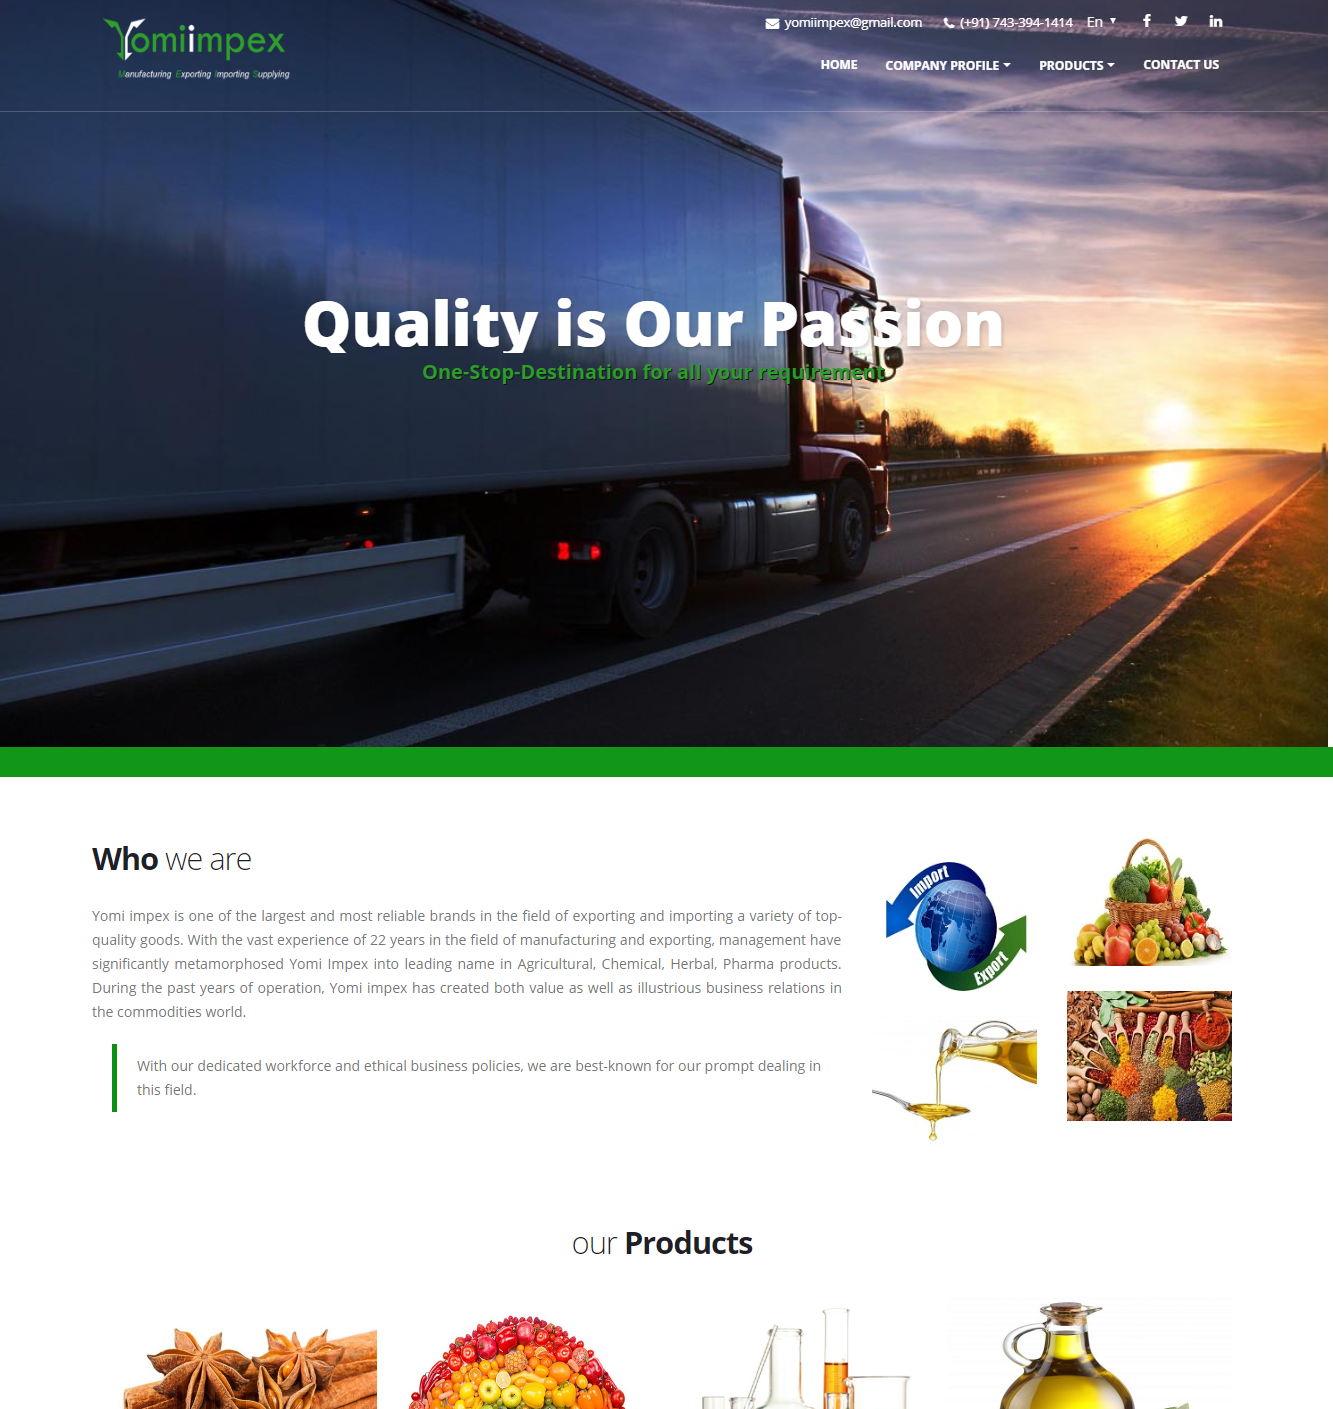 Yomiimpex
Manufacturing Exporting Importing Supplying
yomiimpex@gmail.com (+91) 743-394-1414 En
HOME COMPANY PROFILE PRODUCTS CONTACT US
Quality is Our Passion
One-Stop-Destination for all your requirement
Who we are
Yomi impex is one of the largest and most reliable brands in the field of exporting and importing a variety of top-
quality goods. With the vast experience of 22 years in the field of manufacturing and exporting, management have
significantly metamorphosed Yomi Impex into leading name in Agricultural, Chemical, Herbal, Pharma products.
During the past years of operation, Yomi impex has created both value as well as illustrious business relations in
the commodities world.
With our dedicated workforce and ethical business policies, we are best-known for our prompt dealing in
this field.
Import
Export
our Products